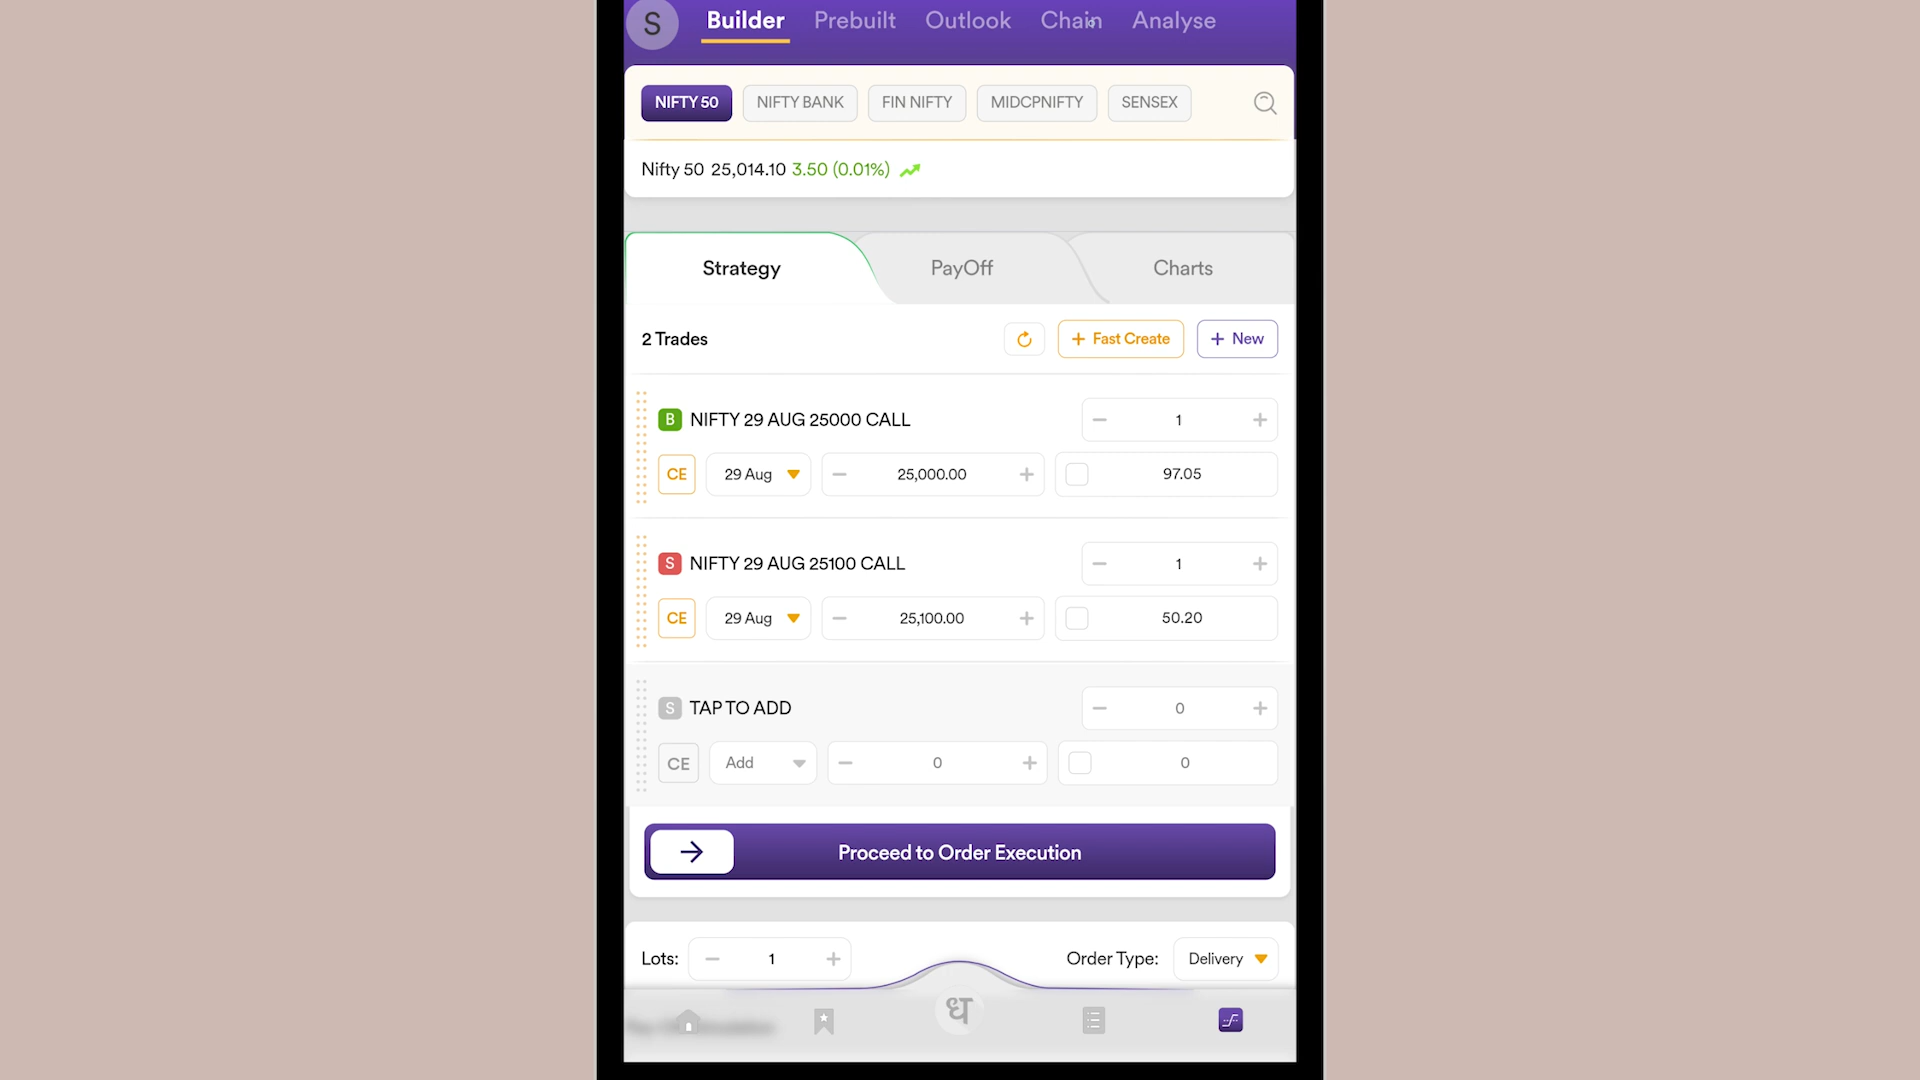 S Builder Prebuilt Outlook Chain Analyse
NIFTY 50 NIFTY BANK FIN NIFTY MIDCPNIFTY SENSEX
Nifty 50 25,014.10 3.50 (0.01%)
Strategy PayOff Charts
2 Trades + Fast Create + New
B NIFTY 29 AUG 25000 CALL − 1 +
CE 29 Aug − 25,000.00 + 97.05
S NIFTY 29 AUG 25100 CALL − 1 +
CE 29 Aug − 25,100.00 + 50.20
S TAP TO ADD − 0 +
CE Add − 0 + 0
Proceed to Order Execution
Lots: − 1 + Order Type: Delivery
ध